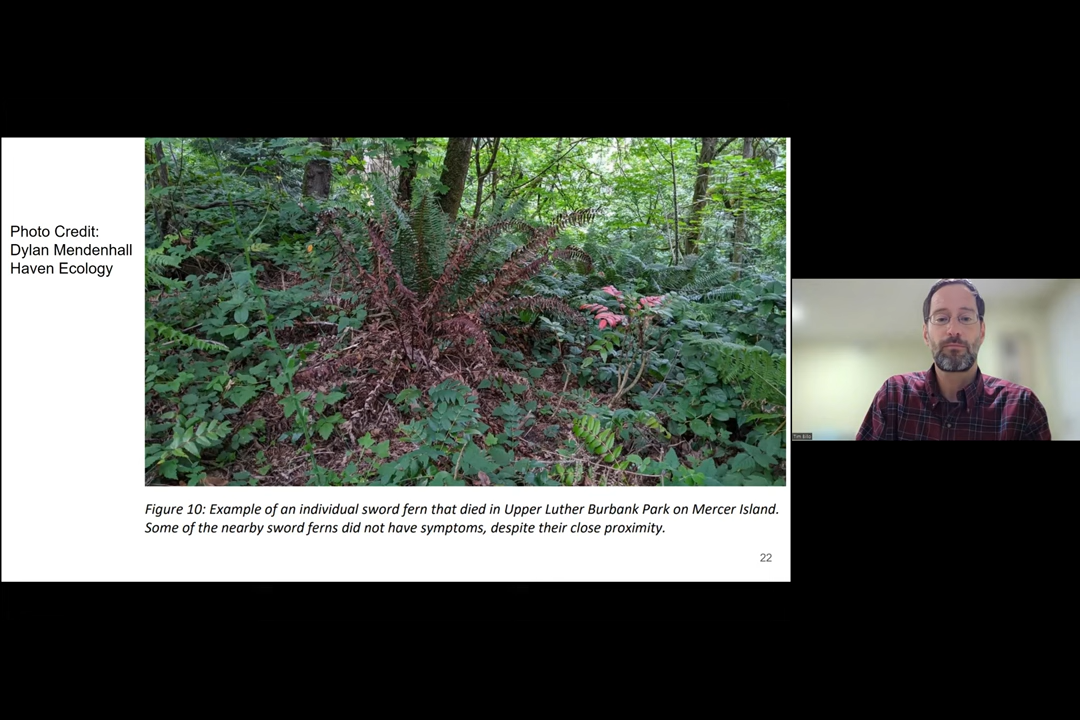 Photo Credit:
Dylan Mendenhall
Haven Ecology
Figure 10: Example of an individual sword fern that died in Upper Luther Burbank Park on Mercer Island.
Some of the nearby sword ferns did not have symptoms, despite their close proximity.
22